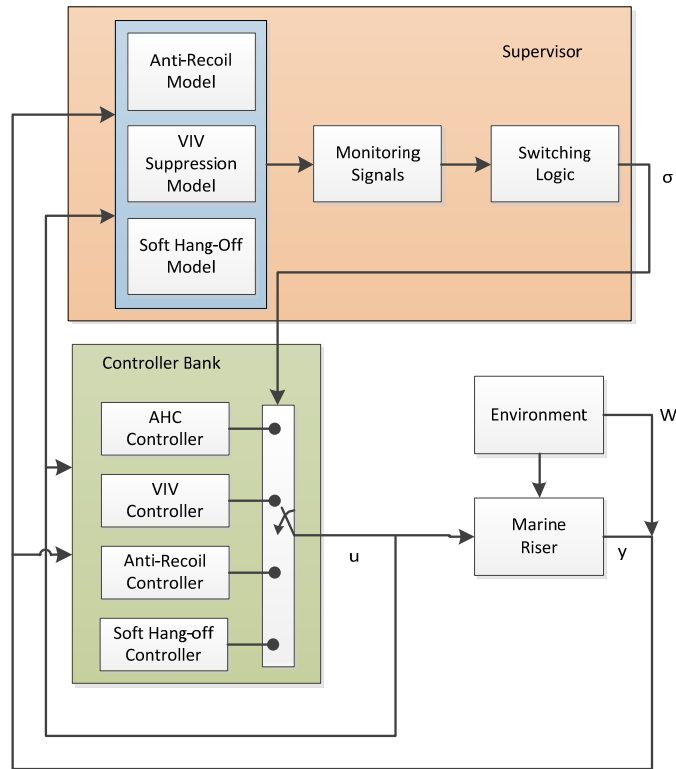 Supervisor
Anti-Recoil
Model
VIV
Suppression
Model
Soft Hang-Off
Model
Monitoring
Signals
Switching
Logic
σ
Controller Bank
AHC
Controller
VIV
Controller
Anti-Recoil
Controller
Soft Hang-off
Controller
u
Environment
W
Marine
Riser
y